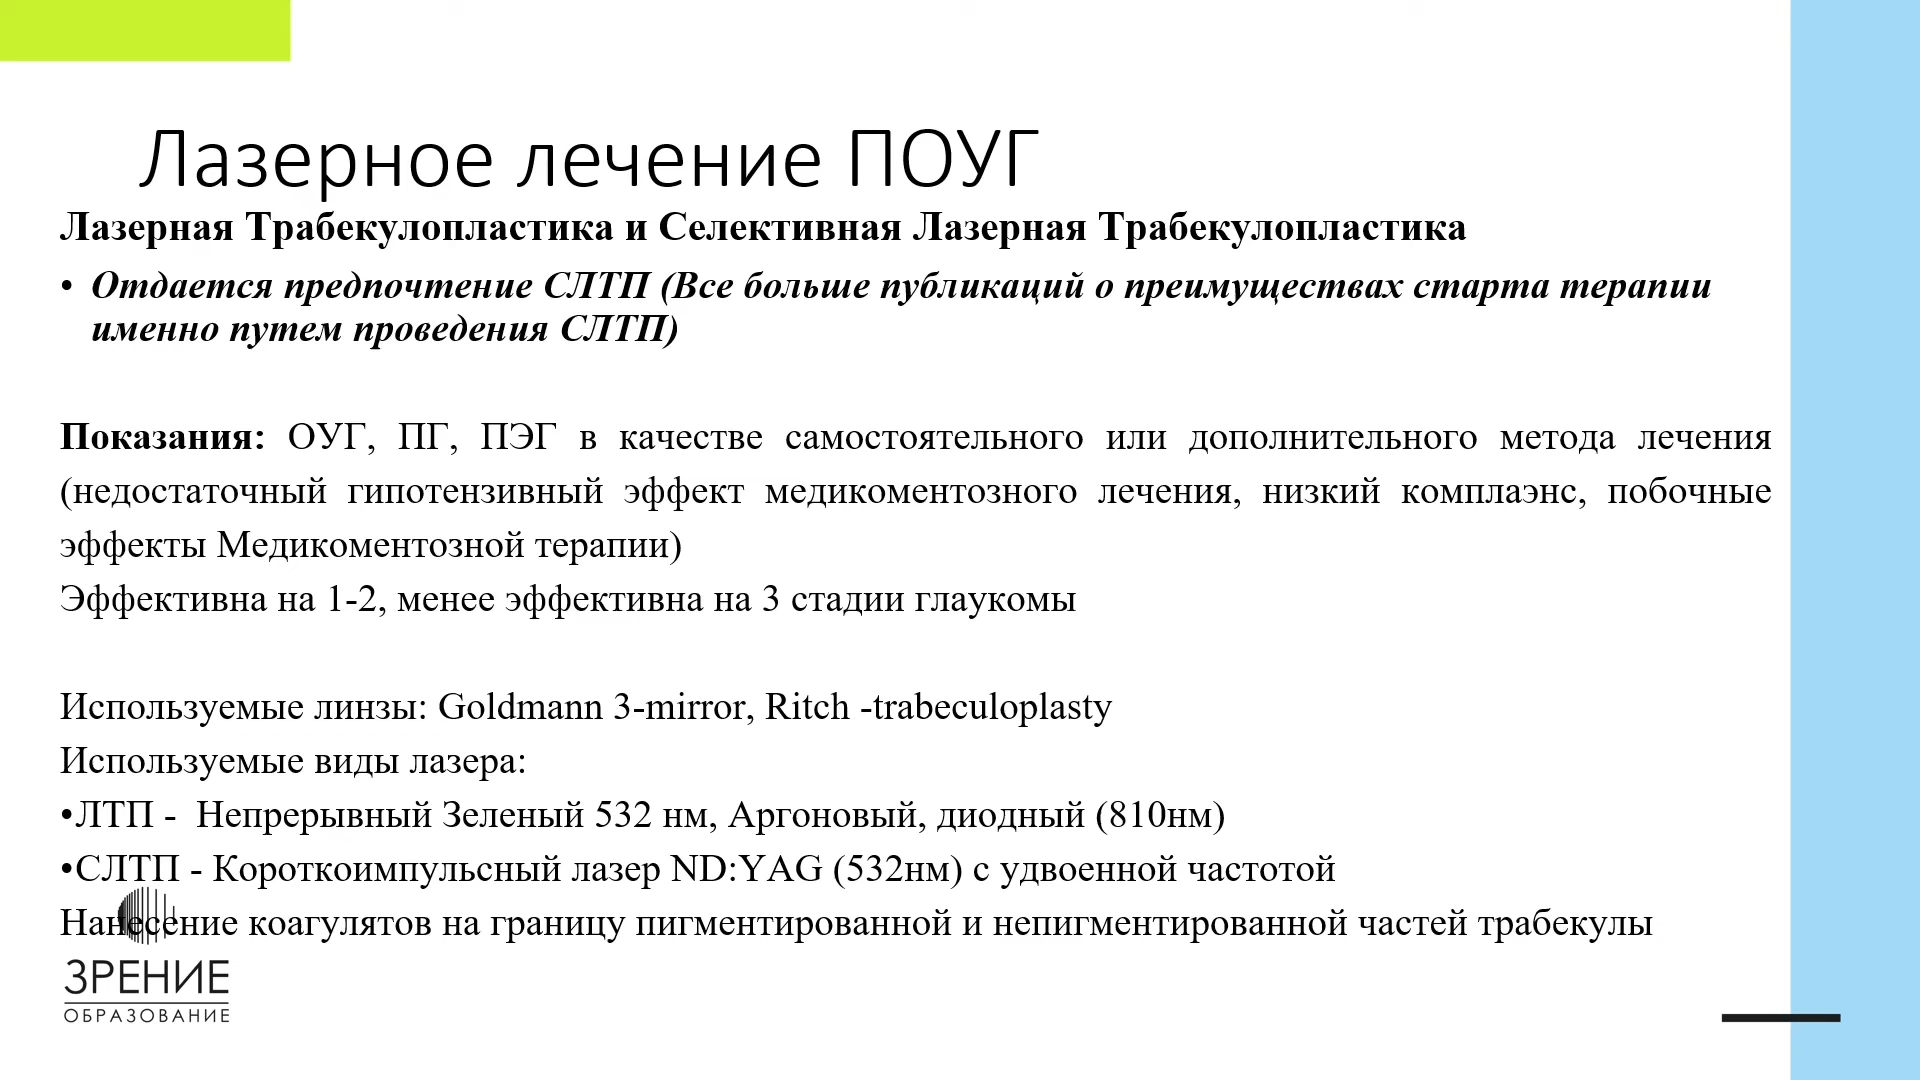 Лазерное лечение ПОУГ
Лазерная Трабекулопластика и Селективная Лазерная Трабекулопластика
• Отдается предпочтение СЛТП (Все больше публикаций о преимуществах старта терапии
именно путем проведения СЛТП)
Показания: ОУГ, ПГ, ПЭГ в качестве самостоятельного или дополнительного метода лечения
(недостаточный гипотензивный эффект медикоментозного лечения, низкий комплаэнс, побочные
эффекты Медикоментозной терапии)
Эффективна на 1-2, менее эффективна на 3 стадии глаукомы
Используемые линзы: Goldmann 3-mirror, Ritch -trabeculoplasty
Используемые виды лазера:
•ЛТП - Непрерывный Зеленый 532 нм, Аргоновый, диодный (810нм)
•СЛТП - Короткоимпульсный лазер ND:YAG (532нм) с удвоенной частотой
Нанесение коагулятов на границу пигментированной и непигментированной частей трабекулы
ЗРЕНИЕ
ОБРАЗОВАНИЕ